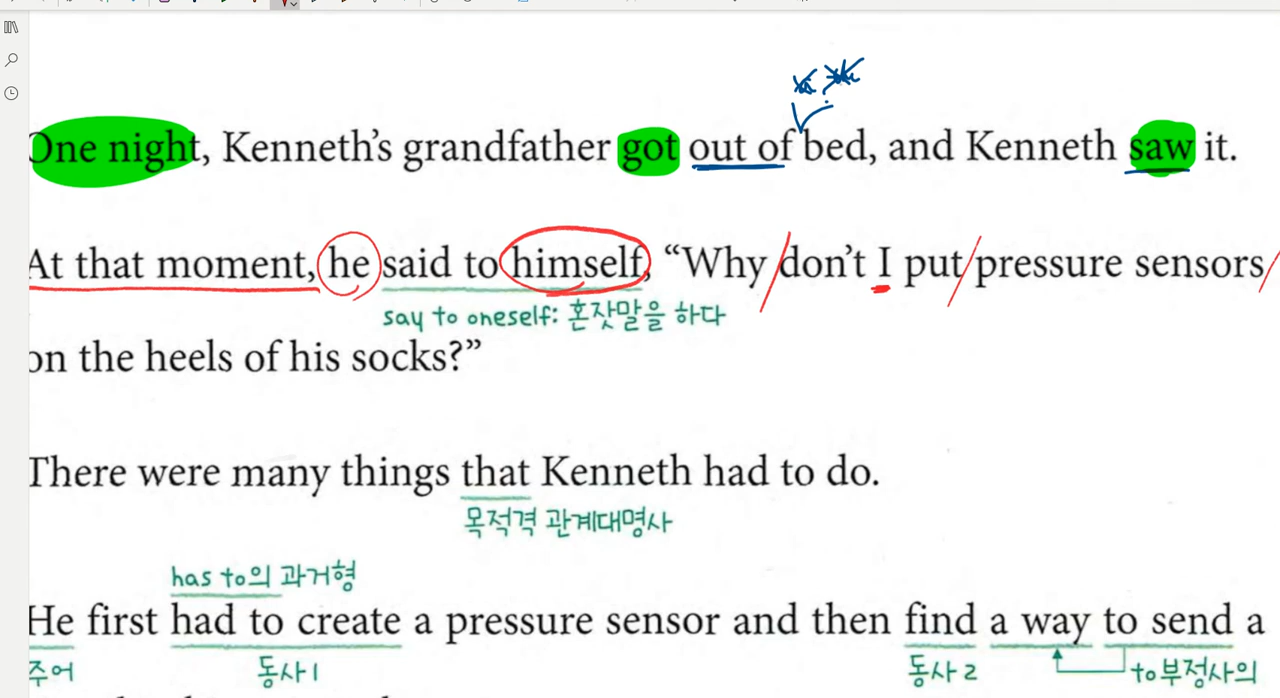 One night, Kenneth's grandfather got out of bed, and Kenneth saw it.
At that moment, he said to himself, “Why don't I put pressure sensors
say to oneself: 혼잣말을 하다
on the heels of his socks?”
There were many things that Kenneth had to do.
목적격 관계대명사
has to의 과거형
He first had to create a pressure sensor and then find a way to send a
주어 동사1 동사2 to부정사의